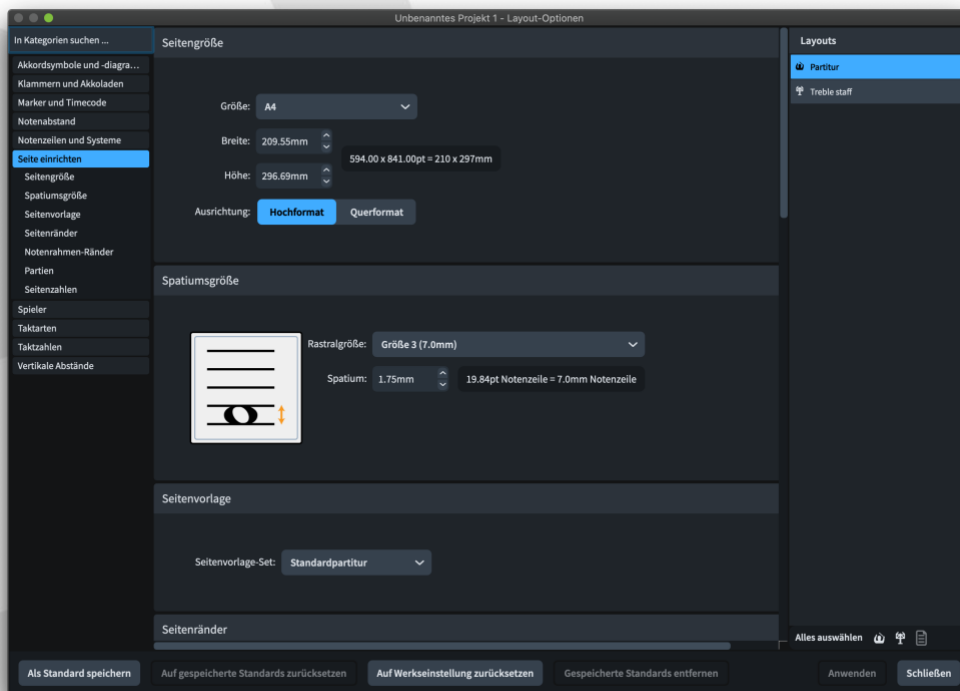 Unbenanntes Projekt 1 - Layout-Optionen
In Kategorien suchen ...
Akkordsymbole und -diagra...
Klammern und Akkoladen
Marker und Timecode
Notenabstand
Notenzeilen und Systeme
Seite einrichten
Seitengröße
Spatiumsgröße
Seitenvorlage
Seitenränder
Notenrahmen-Ränder
Partien
Seitenzahlen
Spieler
Taktarten
Taktzahlen
Vertikale Abstände
Seitengröße
Größe: A4
Breite: 209.55mm
594.00 x 841.00pt = 210 x 297mm
Höhe: 296.69mm
Ausrichtung: Hochformat Querformat
Spatiumsgröße
Rastralgröße: Größe 3 (7.0mm)
Spatium: 1.75mm 19.84pt Notenzeile = 7.0mm Notenzeile
Seitenvorlage
Seitenvorlage-Set: Standardpartitur
Seitenränder
Layouts
Partitur
Treble staff
Alles auswählen
Als Standard speichern Auf gespeicherte Standards zurücksetzen Auf Werkseinstellung zurücksetzen Gespeicherte Standards entfernen Anwenden Schließen